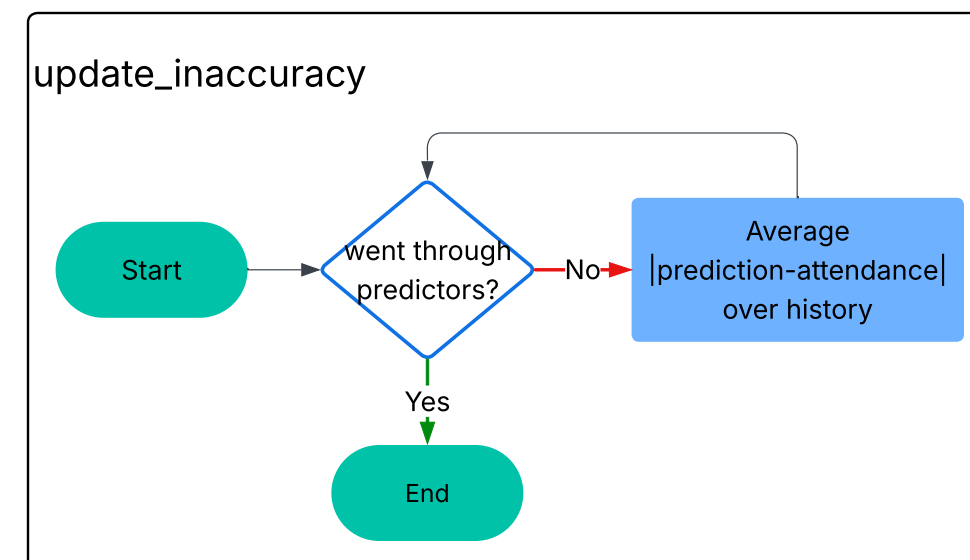 update_inaccuracy
Start
went through
predictors?
No
Average
|prediction-attendance|
over history
Yes
End